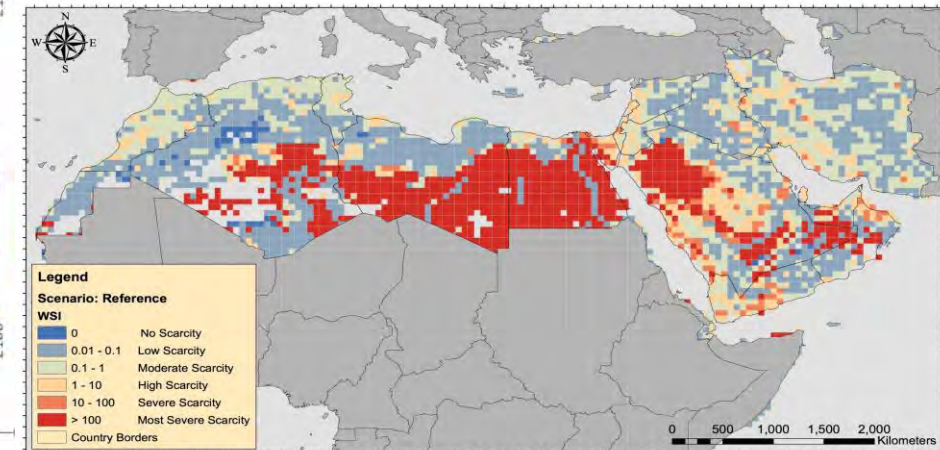 N
W E
S
Legend
Scenario: Reference
WSI
0 No Scarcity
0.01 - 0.1 Low Scarcity
0.1 - 1 Moderate Scarcity
1 - 10 High Scarcity
10 - 100 Severe Scarcity
> 100 Most Severe Scarcity
Country Borders
0 500 1,000 1,500 2,000
Kilometers